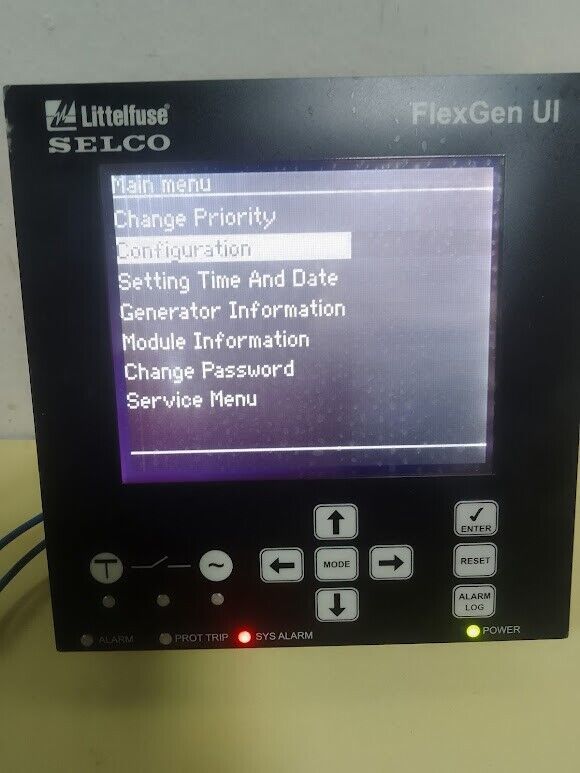 Littelfuse®
SELCO
FlexGen UI
Main menu
Change Priority
Configuration
Setting Time And Date
Generator Information
Module Information
Change Password
Service Menu
✓
ENTER
MODE
RESET
ALARM
LOG
T
~
ALARM
PROT TRIP
SYS ALARM
POWER